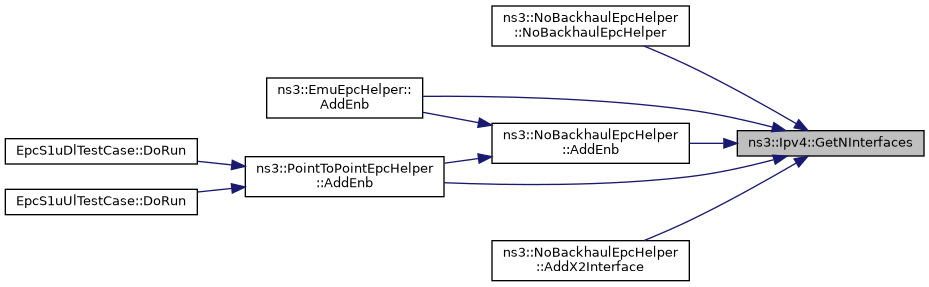 ns3::NoBackhaulEpcHelper
::NoBackhaulEpcHelper
ns3::EmuEpcHelper::
AddEnb
ns3::NoBackhaulEpcHelper
::AddEnb
ns3::Ipv4::GetNInterfaces
EpcS1uDlTestCase::DoRun
ns3::PointToPointEpcHelper
::AddEnb
EpcS1uUlTestCase::DoRun
ns3::NoBackhaulEpcHelper
::AddX2Interface